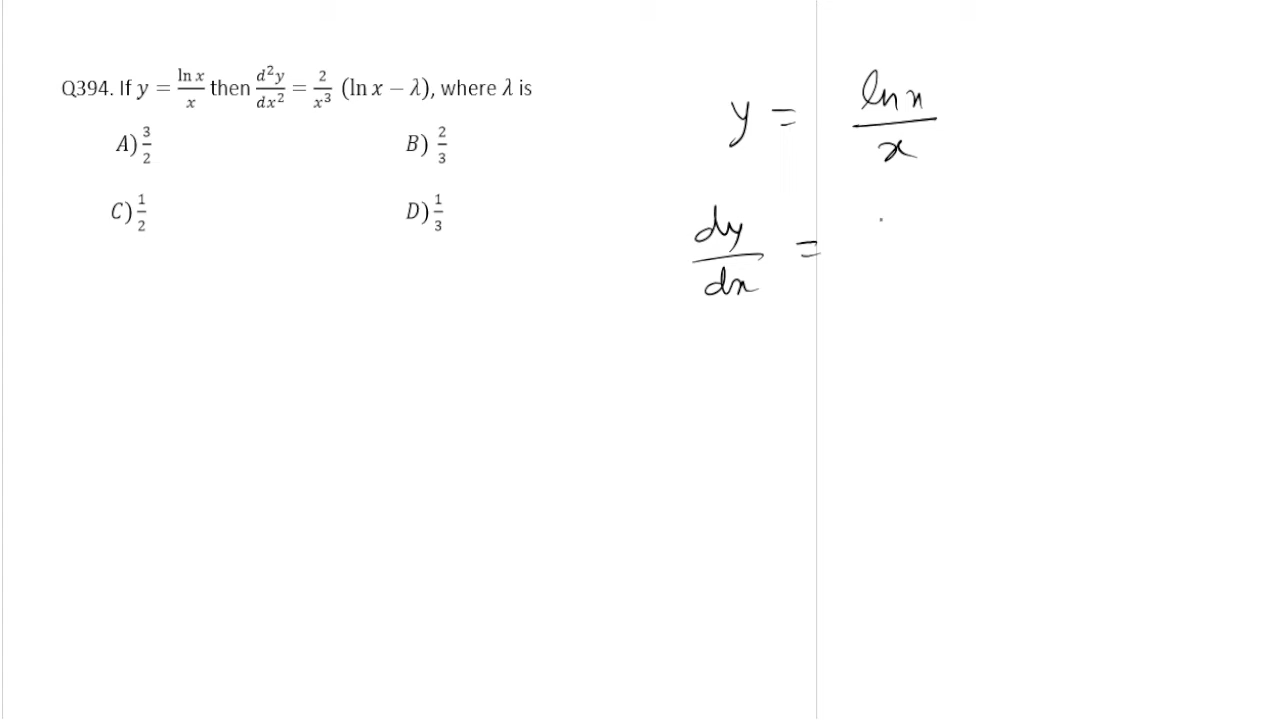 Q394. If y = ln x / x then d²y/dx² = 2/x³ (ln x − λ), where λ is
A) 3/2 B) 2/3
C) 1/2 D) 1/3
y = ln x / x
dy/dx =